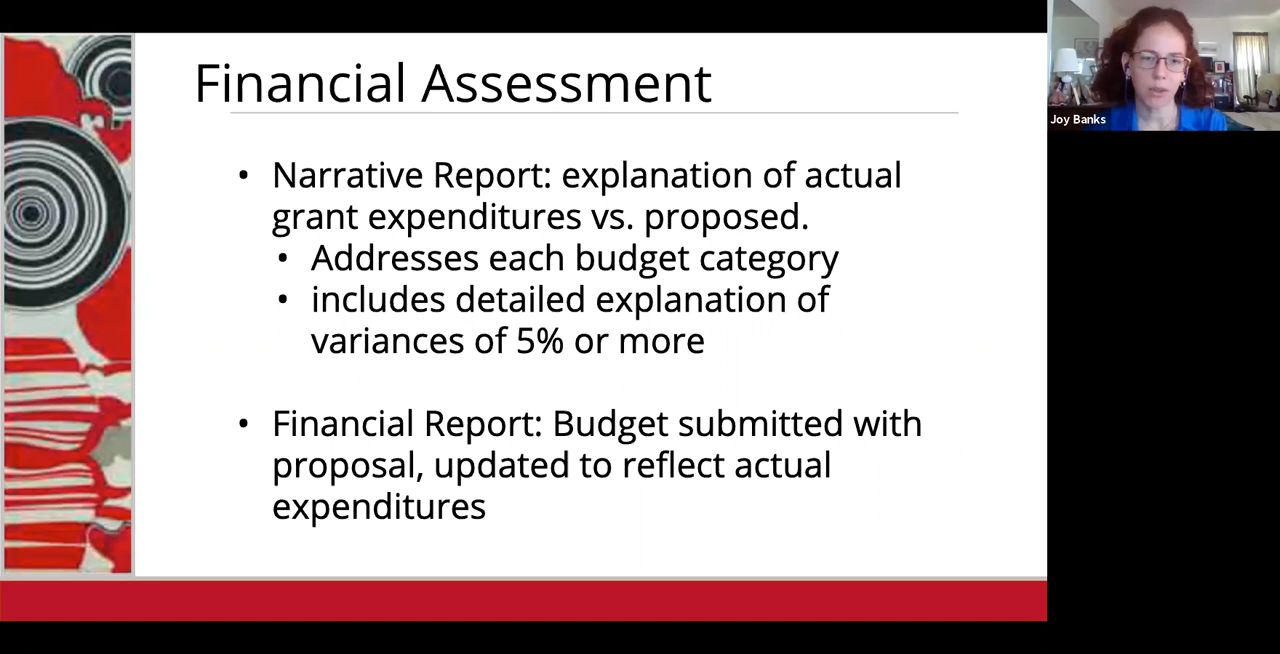 Financial Assessment
• Narrative Report: explanation of actual
grant expenditures vs. proposed.
• Addresses each budget category
• includes detailed explanation of
variances of 5% or more
• Financial Report: Budget submitted with
proposal, updated to reflect actual
expenditures
Joy Banks